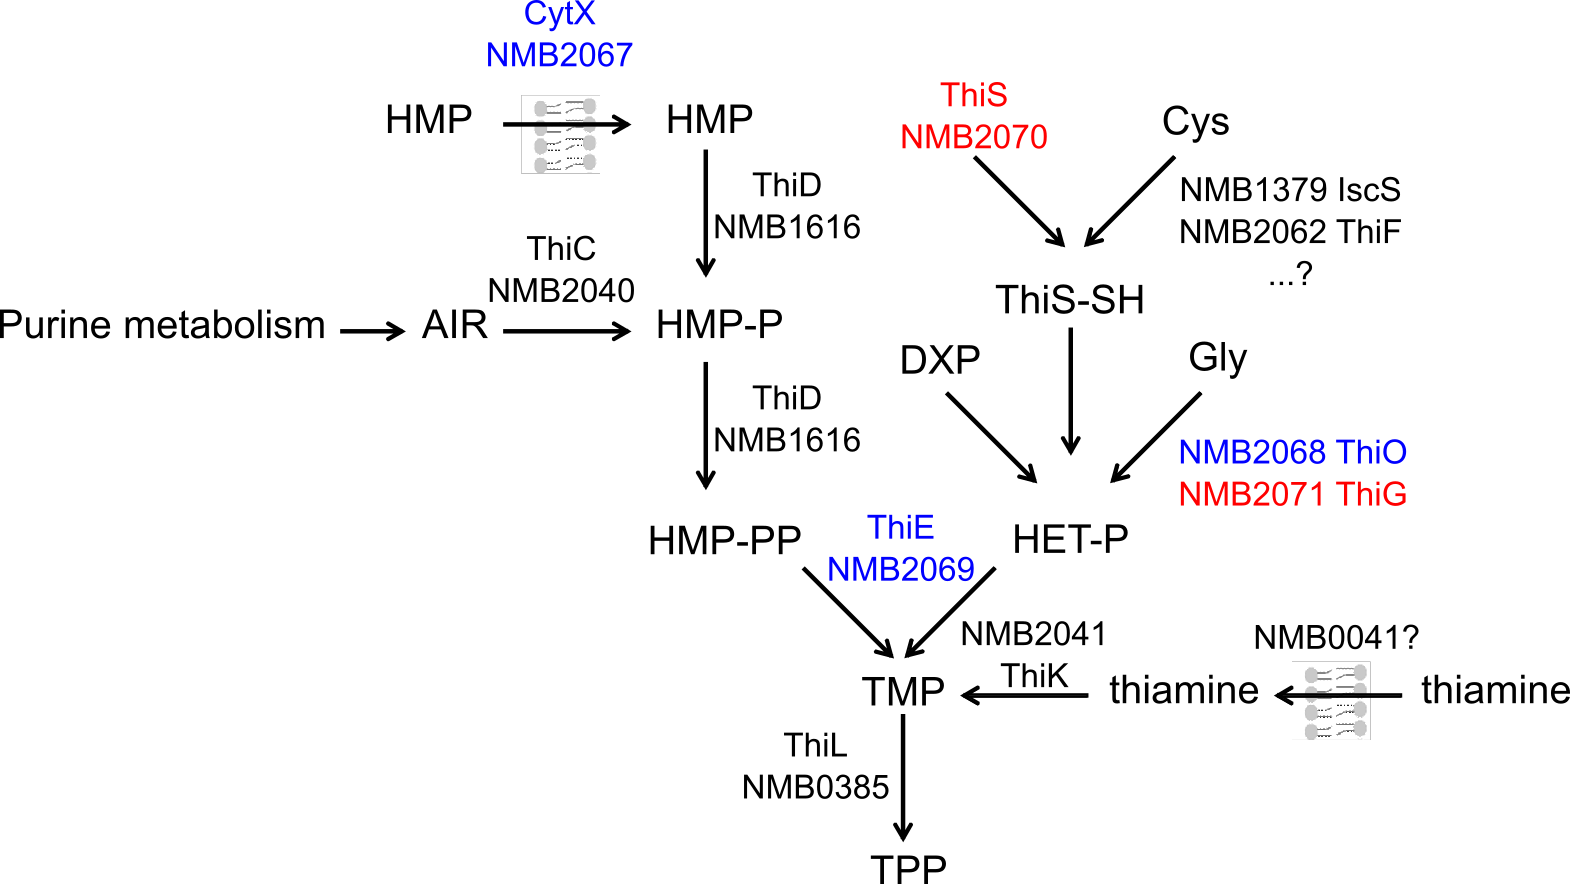 CytX
NMB2067
HMP
HMP
ThiS
NMB2070
Cys
ThiD
NMB1616
NMB1379 IscS
NMB2062 ThiF
...?
ThiC
NMB2040
ThiS-SH
Purine metabolism
AIR
HMP-P
DXP
Gly
ThiD
NMB1616
NMB2068 ThiO
NMB2071 ThiG
HMP-PP
ThiE
NMB2069
HET-P
NMB2041
ThiK
NMB0041?
TMP
thiamine
thiamine
ThiL
NMB0385
TPP